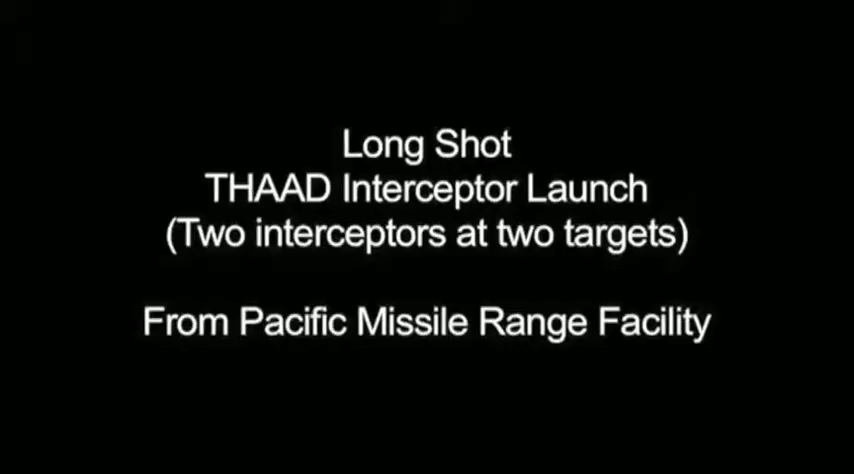 Long Shot
THAAD Interceptor Launch
(Two interceptors at two targets)
From Pacific Missile Range Facility